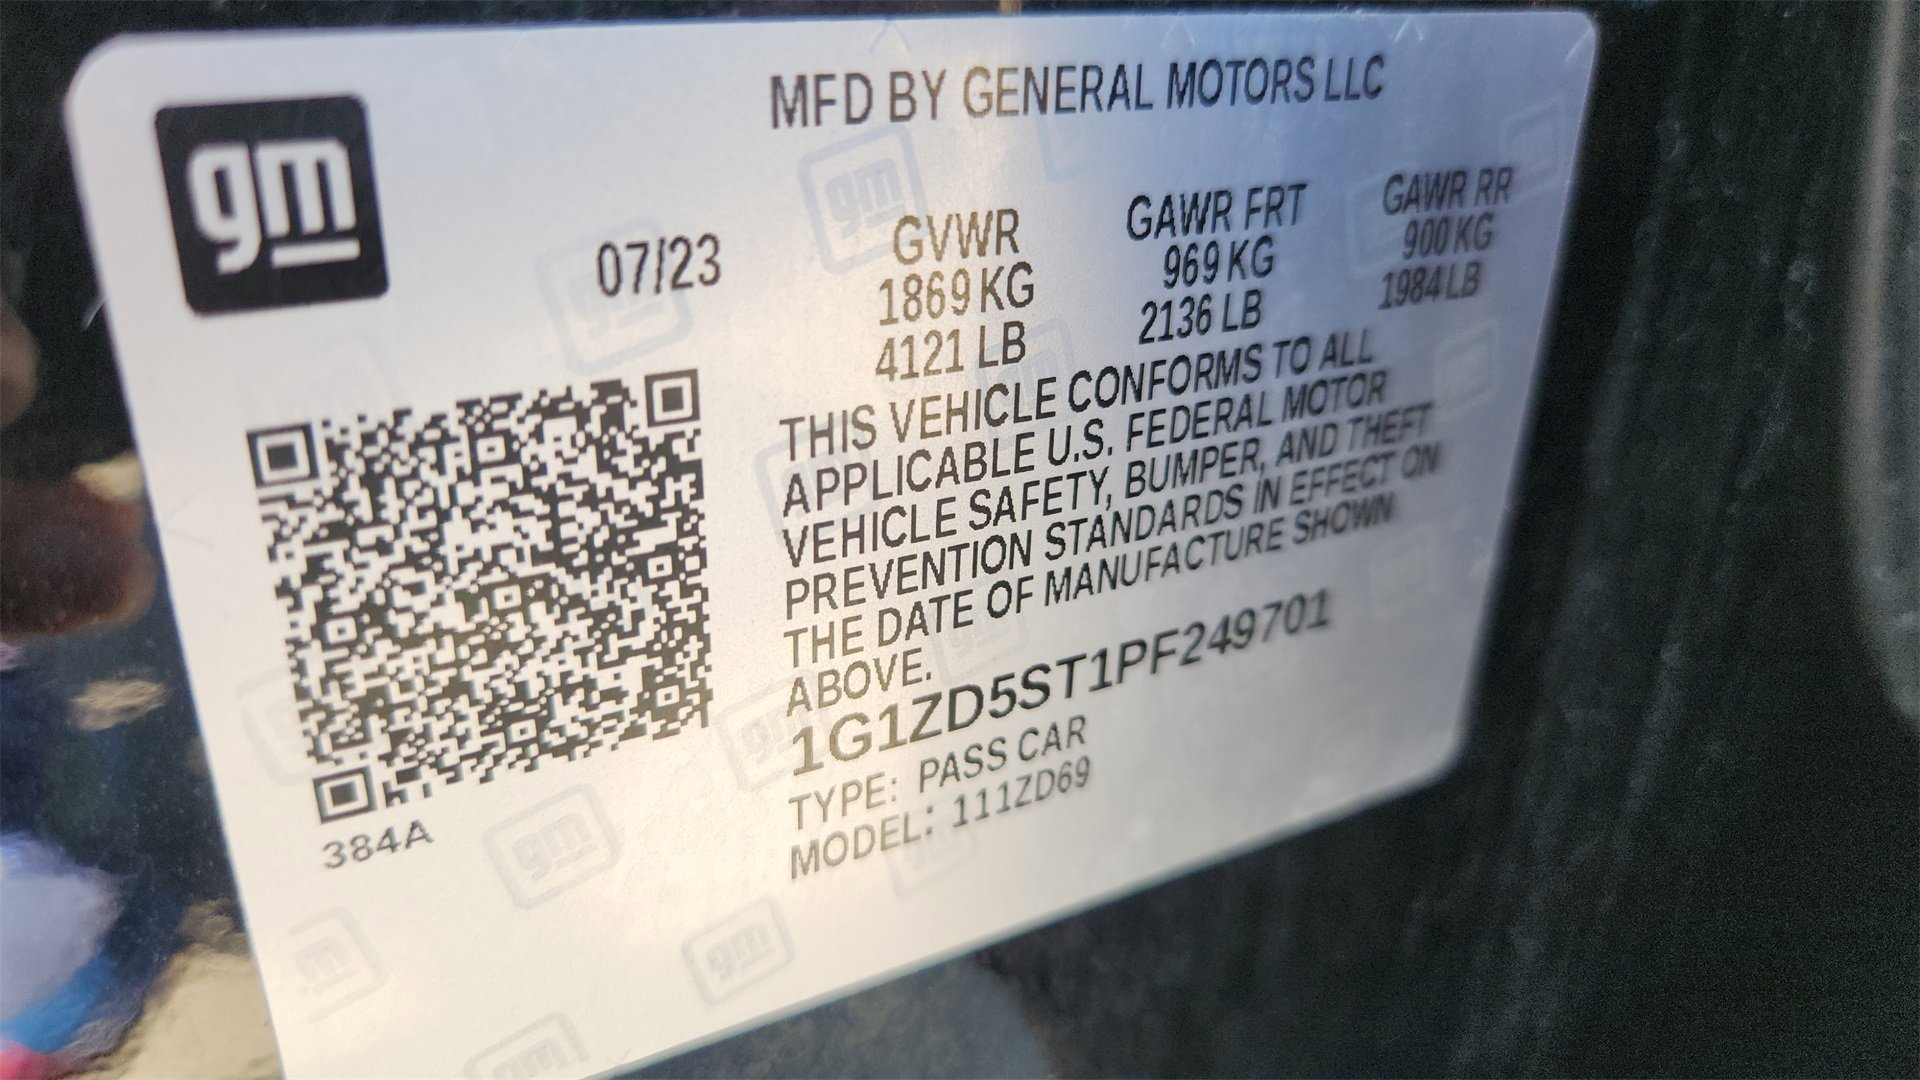 gm
MFD BY GENERAL MOTORS LLC
07/23
GVWR
1869 KG
4121 LB
GAWR FRT
969 KG
2136 LB
GAWR RR
900 KG
1984 LB
THIS VEHICLE CONFORMS TO ALL
APPLICABLE U.S. FEDERAL MOTOR
VEHICLE SAFETY, BUMPER, AND THEFT
PREVENTION STANDARDS IN EFFECT ON
THE DATE OF MANUFACTURE SHOWN
ABOVE.
1G1ZD5ST1PF249701
TYPE: PASS CAR
MODEL: 111ZD69
384A